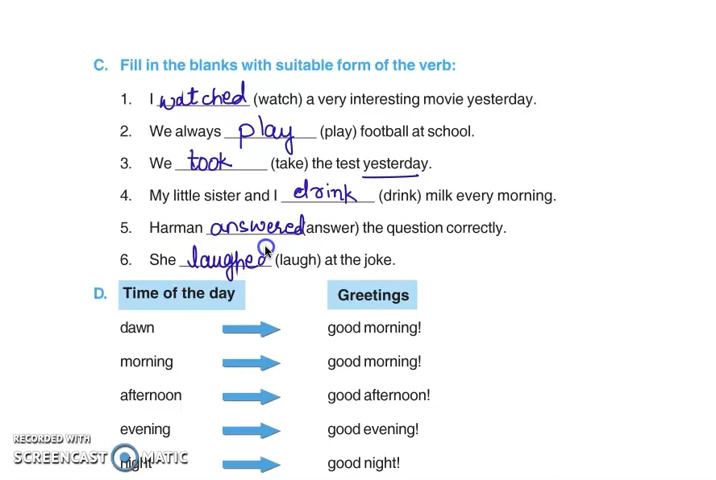 C. Fill in the blanks with suitable form of the verb:
1. I watched (watch) a very interesting movie yesterday.
2. We always play (play) football at school.
3. We took (take) the test yesterday.
4. My little sister and I drink (drink) milk every morning.
5. Harman answered (answer) the question correctly.
6. She laughed (laugh) at the joke.
D. Time of the day Greetings
dawn good morning!
morning good morning!
afternoon good afternoon!
evening good evening!
RECORDED WITH
SCREENCAST MATIC
night good night!